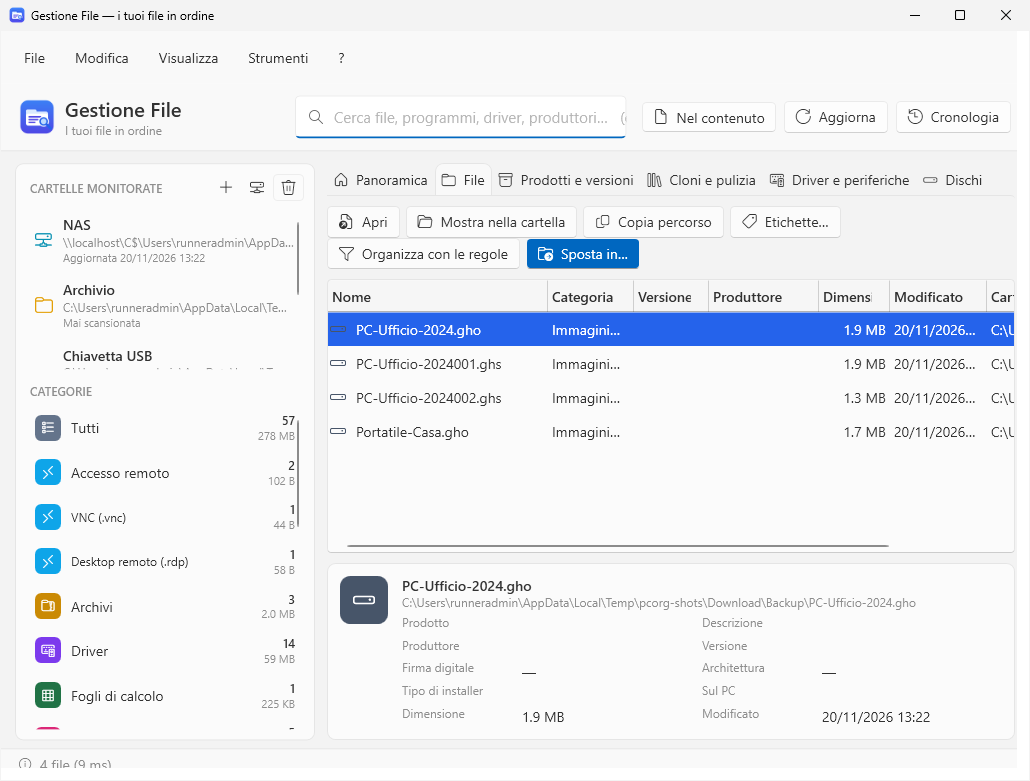 Gestione File — i tuoi file in ordine
File Modifica Visualizza Strumenti ?
Gestione File
I tuoi file in ordine
Cerca file, programmi, driver, produttori...
Nel contenuto
Aggiorna
Cronologia
CARTELLE MONITORATE
NAS
\\localhost\C$\Users\runneradmin\AppDa...
Aggiornata 20/11/2026 13:22
Archivio
C:\Users\runneradmin\AppData\Local\Te...
Mai scansionata
Chiavetta USB
CATEGORIE
Tutti 57
278 MB
Accesso remoto 2
102 B
VNC (.vnc) 1
44 B
Desktop remoto (.rdp) 1
58 B
Archivi 3
2.0 MB
Driver 14
59 MB
Fogli di calcolo 1
225 KB
Panoramica File Prodotti e versioni Cloni e pulizia Driver e periferiche Dischi
Apri Mostra nella cartella Copia percorso Etichette...
Organizza con le regole Sposta in...
Nome Categoria Versione Produttore Dimensi Modificato Car
PC-Ufficio-2024.gho Immagini... 1.9 MB 20/11/2026... C:\U
PC-Ufficio-2024001.ghs Immagini... 1.9 MB 20/11/2026... C:\U
PC-Ufficio-2024002.ghs Immagini... 1.3 MB 20/11/2026... C:\U
Portatile-Casa.gho Immagini... 1.7 MB 20/11/2026... C:\U
PC-Ufficio-2024.gho
C:\Users\runneradmin\AppData\Local\Temp\pcorg-shots\Download\Backup\PC-Ufficio-2024.gho
Prodotto Descrizione
Produttore Versione
Firma digitale — Architettura —
Tipo di installer Sul PC
Dimensione 1.9 MB Modificato 20/11/2026 13:22
4 file (9 ms)